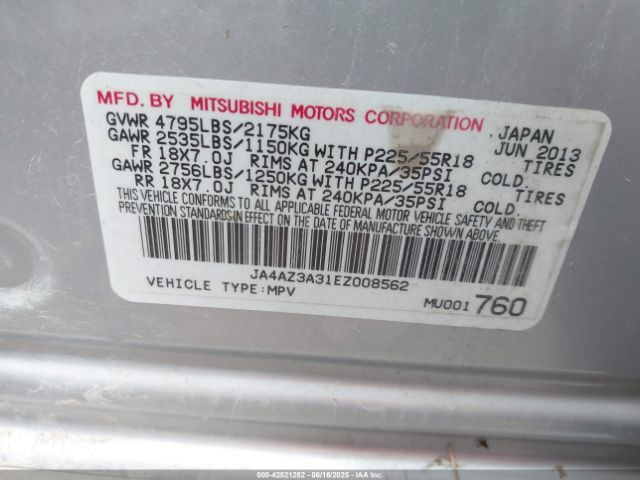 MFD. BY MITSUBISHI MOTORS CORPORATION, JAPAN
GVWR 4795LBS/2175KG JUN 2013
GAWR 2535LBS/1150KG WITH P225/55R18 TIRES
FR 18X7.0J RIMS AT 240KPA/35PSI COLD.
GAWR 2756LBS/1250KG WITH P225/55R18 TIRES
RR 18X7.0J RIMS AT 240KPA/35PSI COLD.
THIS VEHICLE CONFORMS TO ALL APPLICABLE FEDERAL MOTOR VEHICLE SAFETY AND THEFT
PREVENTION STANDARDS IN EFFECT ON THE DATE OF MANUFACTURE SHOWN ABOVE.
JA4AZ3A31EZ008562
VEHICLE TYPE:MPV MU001 760
000-42521282 - 06/16/2025 - IAAI.COM